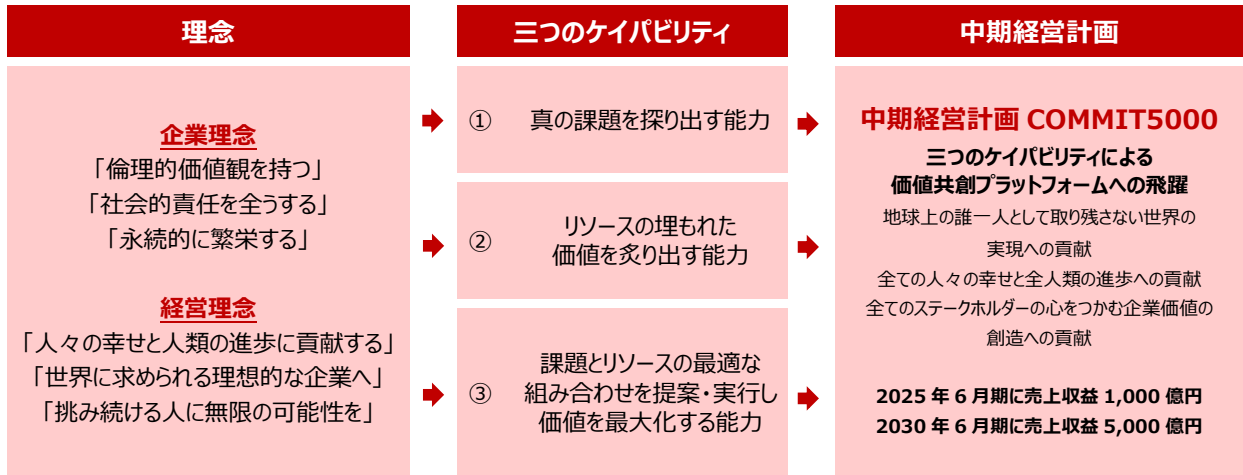 理念
企業理念
「倫理的価値観を持つ」
「社会的責任を全うする」
「永続的に繁栄する」
経営理念
「人々の幸せと人類の進歩に貢献する」
「世界に求められる理想的な企業へ」
「挑み続ける人に無限の可能性を」
三つのケイパビリティ
① 真の課題を探り出す能力
② リソースの埋もれた
価値を炙り出す能力
③ 課題とリソースの最適な
組み合わせを提案・実行し
価値を最大化する能力
中期経営計画
中期経営計画 COMMIT5000
三つのケイパビリティによる
価値共創プラットフォームへの飛躍
地球上の誰一人として取り残さない世界の
実現への貢献
全ての人々の幸せと全人類の進歩への貢献
全てのステークホルダーの心をつかむ企業価値の
創造への貢献
2025 年 6 月期に売上収益 1,000 億円
2030 年 6 月期に売上収益 5,000 億円